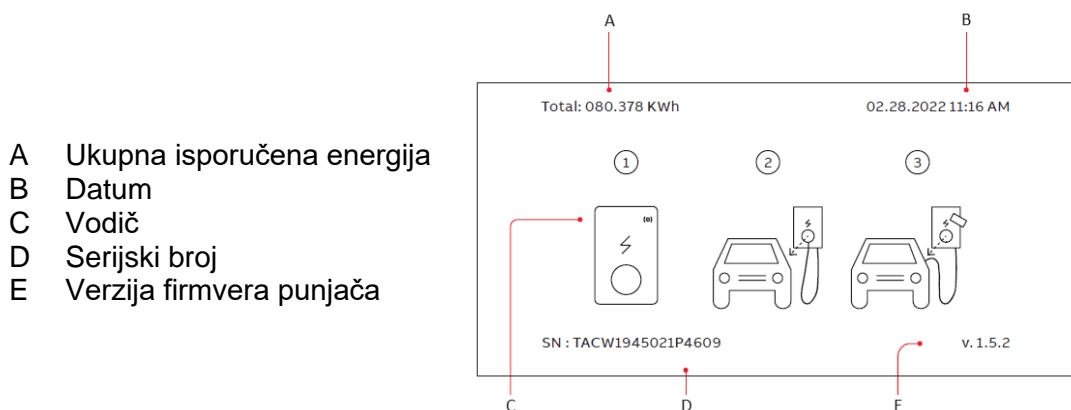 A B
Total: 080.378 KWh 02.28.2022 11:16 AM
1 2 3
A Ukupna isporučena energija
B Datum
C Vodič
D Serijski broj
E Verzija firmvera punjača
SN : TACW1945021P4609 v. 1.5.2
C D E